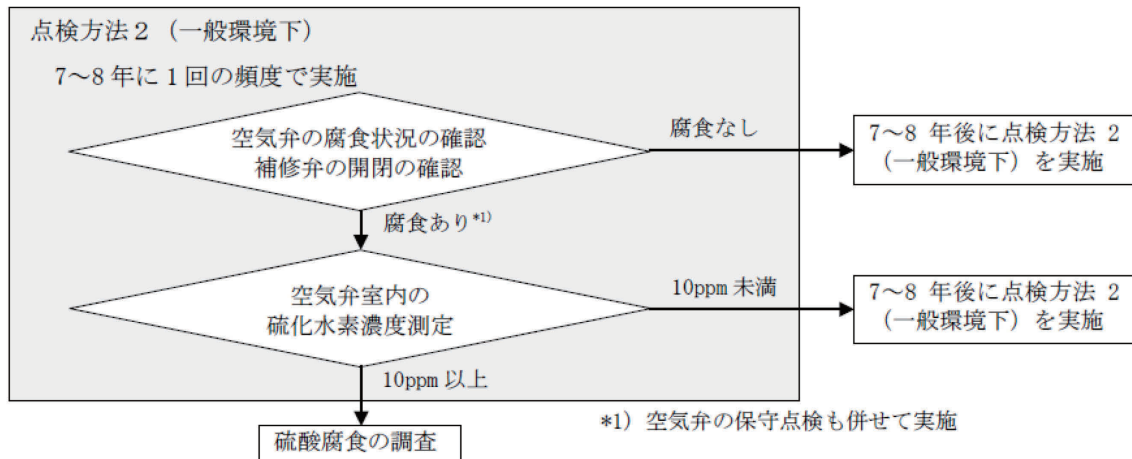 点検方法2（一般環境下）
7～8年に1回の頻度で実施
空気弁の腐食状況の確認
補修弁の開閉の確認
腐食なし
7～8 年後に点検方法 2
（一般環境下）を実施
腐食あり*1)
空気弁室内の
硫化水素濃度測定
10ppm 未満
7～8 年後に点検方法 2
（一般環境下）を実施
10ppm 以上
*1) 空気弁の保守点検も併せて実施
硫酸腐食の調査